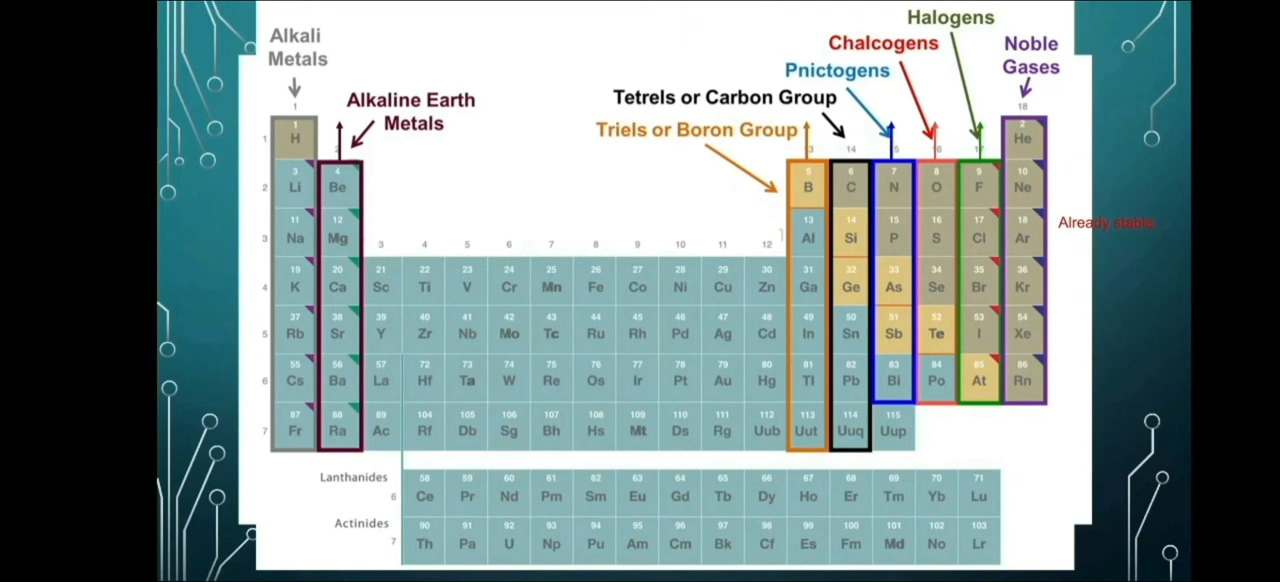 Halogens
Alkali
Metals
Chalcogens
Noble
Gases
Pnictogens
Tetrels or Carbon Group
Alkaline Earth
Metals
Triels or Boron Group
1
18
1 1 2
H He
14
2 3 4 5 6 7 8 9 10
Li Be B C N O F Ne
11 12 13 14 15 16 17 18
3 Na Mg Al Si P S Cl Ar
Already stable
3 4 5 6 7 8 9 10 11 12
19 20 21 22 23 24 25 26 27 28 29 30 31 32 33 34 35 36
4 K Ca Sc Ti V Cr Mn Fe Co Ni Cu Zn Ga Ge As Se Br Kr
37 38 39 40 41 42 43 44 45 46 47 48 49 50 51 52 53 54
5 Rb Sr Y Zr Nb Mo Tc Ru Rh Pd Ag Cd In Sn Sb Te I Xe
55 56 57 72 73 74 75 76 77 78 79 80 81 82 83 84 85 86
6 Cs Ba La Hf Ta W Re Os Ir Pt Au Hg Tl Pb Bi Po At Rn
87 88 89 104 105 106 107 108 109 110 111 112 113 114 115
7 Fr Ra Ac Rf Db Sg Bh Hs Mt Ds Rg Uub Uut Uuq Uup
Lanthanides
58 59 60 61 62 63 64 65 66 67 68 69 70 71
6 Ce Pr Nd Pm Sm Eu Gd Tb Dy Ho Er Tm Yb Lu
Actinides
90 91 92 93 94 95 96 97 98 99 100 101 102 103
7 Th Pa U Np Pu Am Cm Bk Cf Es Fm Md No Lr